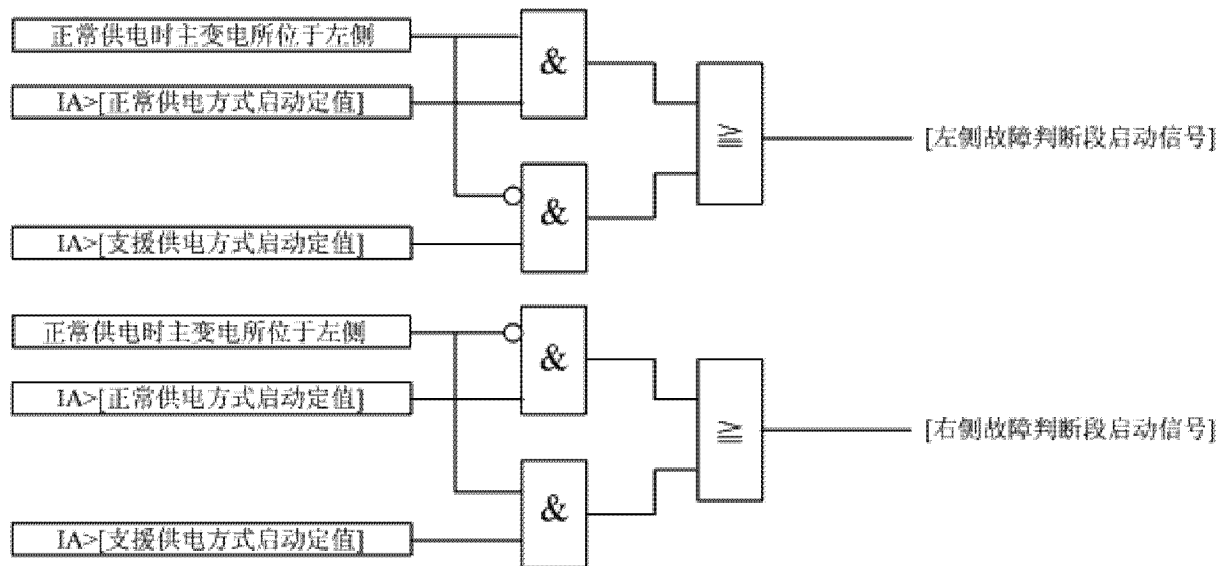 正常供电时主变电所位于左侧
&
IA>[正常供电方式启动定值]
≧
[左侧故障判断段启动信号]
&
IA>[支援供电方式启动定值]
正常供电时主变电所位于左侧
&
IA>[正常供电方式启动定值]
≧
[右侧故障判断段启动信号]
&
IA>[支援供电方式启动定值]